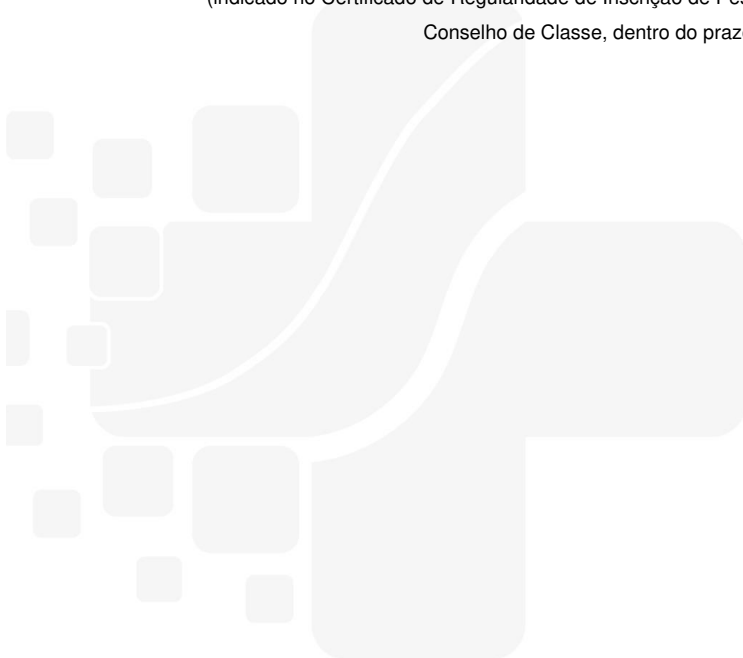 (indicado no Certificado de Regularidade de Inscrição de
Conselho de Classe, dentro do